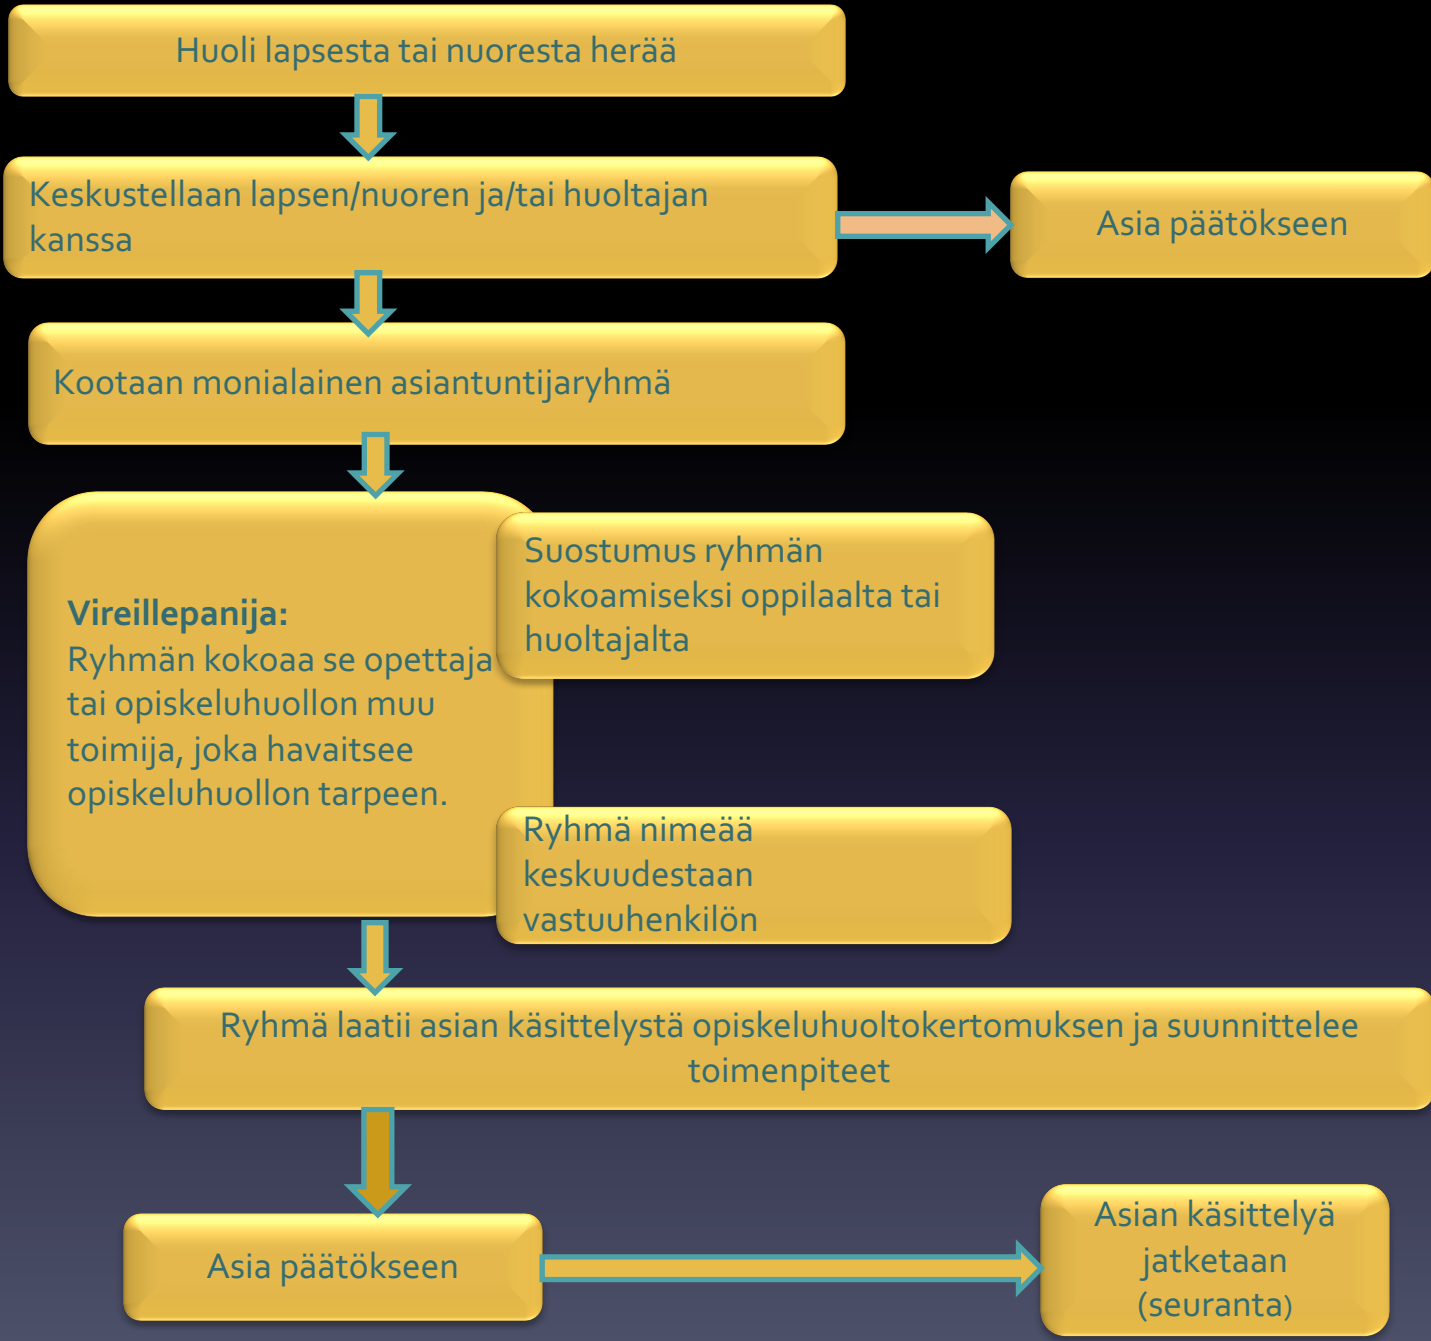 Huoli lapsesta tai nuoresta herää
Keskustellaan lapsen/nuoren ja/tai huoltajan
kanssa
Asia päätökseen
Kootaan monialainen asiantuntijaryhmä
Vireillepanija:
Ryhmän kokoaa se opettaja
tai opiskeluhuollon muu
toimija, joka havaitsee
opiskeluhuollon tarpeen.
Suostumus ryhmän
kokoamiseksi oppilaalta tai
huoltajalta
Ryhmä nimeää
keskuudestaan
vastuuhenkilön
Ryhmä laatii asian käsittelystä opiskeluhuoltokertomuksen ja suunnittelee
toimenpiteet
Asia päätökseen
Asian käsittelyä
jatketaan
(seuranta)